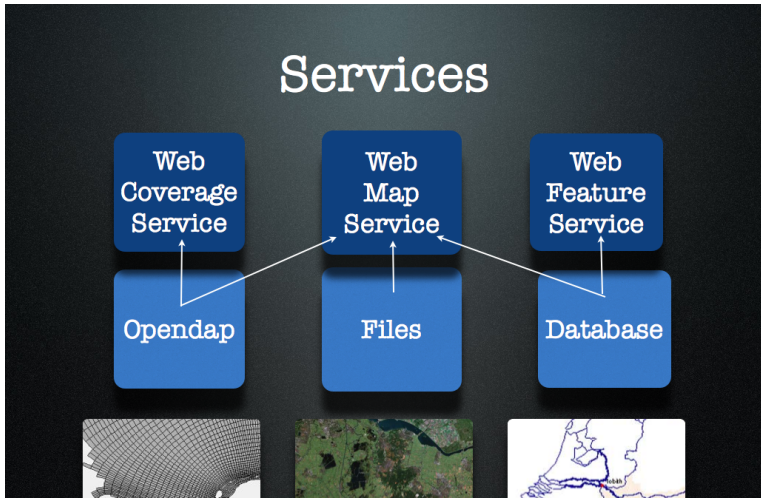 Services
Web
Coverage
Service
Web
Map
Service
Web
Feature
Service
Opendap
Files
Database